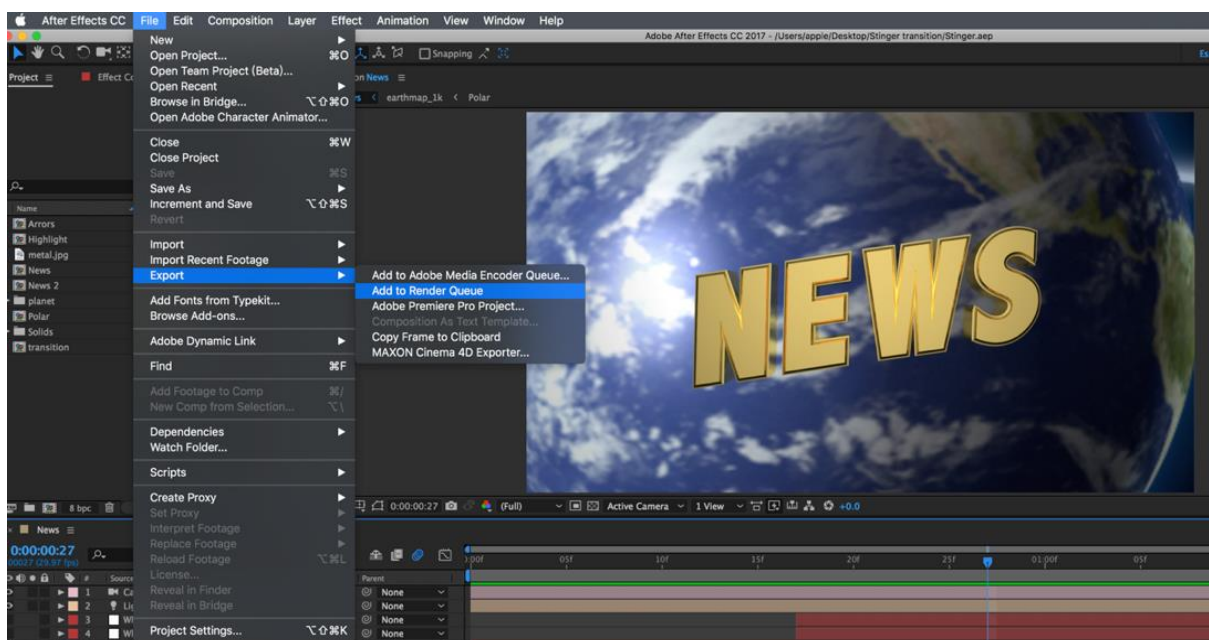 After Effects CC File Edit Composition Layer Effect Animation View Window Help
Adobe After Effects CC 2017 - /Users/apple/Desktop/Stinger transition/Stinger.aep
Snapping
Project
Effect
News
earthmap_1k
Polar
New
Open Project... ⌘O
Open Team Project (Beta)...
Open Recent
Browse in Bridge... ⌥⇧⌘O
Open Adobe Character Animator...
Close ⌘W
Close Project
Save ⌘S
Save As
Increment and Save ⌥⇧⌘S
Revert
Import
Import Recent Footage
Export
Add Fonts from Typekit...
Browse Add-ons...
Adobe Dynamic Link
Find ⌘F
Add Footage to Comp ⌘/
New Comp from Selection... ⌥\
Dependencies
Watch Folder...
Scripts
Create Proxy
Set Proxy
Interpret Footage
Replace Footage
Reload Footage ⌥⌘L
License...
Reveal in Finder
Reveal in Bridge
Project Settings... ⌥⇧⌘K
Add to Adobe Media Encoder Queue...
Add to Render Queue
Adobe Premiere Pro Project...
Composition As Text Template...
Copy Frame to Clipboard
MAXON Cinema 4D Exporter...
Name
Arrors
Highlight
metal.jpg
News
News 2
planet
Polar
Solids
transition
NEWS
8 bpc
0:00:00:27 (Full) Active Camera 1 View +0.0
News
0:00:00:27
00027 (29.97 fps)
05f 10f 15f 20f 25f 01:00f 05f
# Source
Parent
1 None
2 None
3 None
4 None